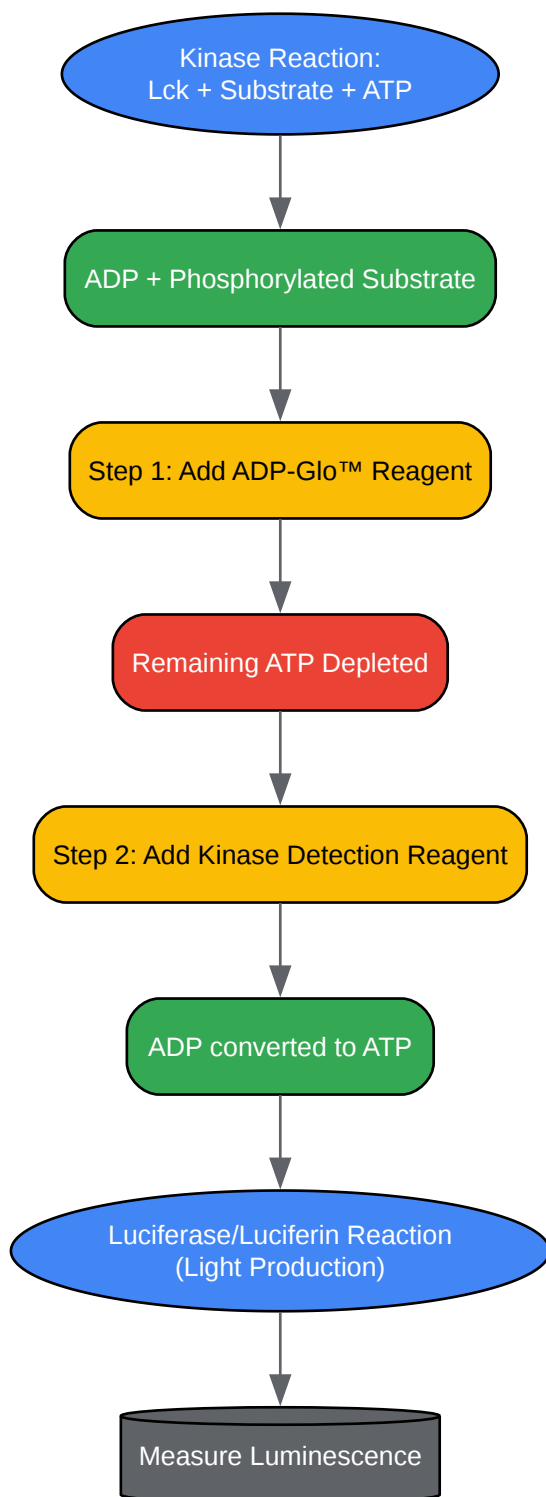 Kinase Reaction:
Lck + Substrate + ATP
ADP + Phosphorylated Substrate
Step 1: Add ADP-Glo™ Reagent
Remaining ATP Depleted
Step 2: Add Kinase Detection Reagent
ADP converted to ATP
Luciferase/Luciferin Reaction
(Light Production)
Measure Luminescence